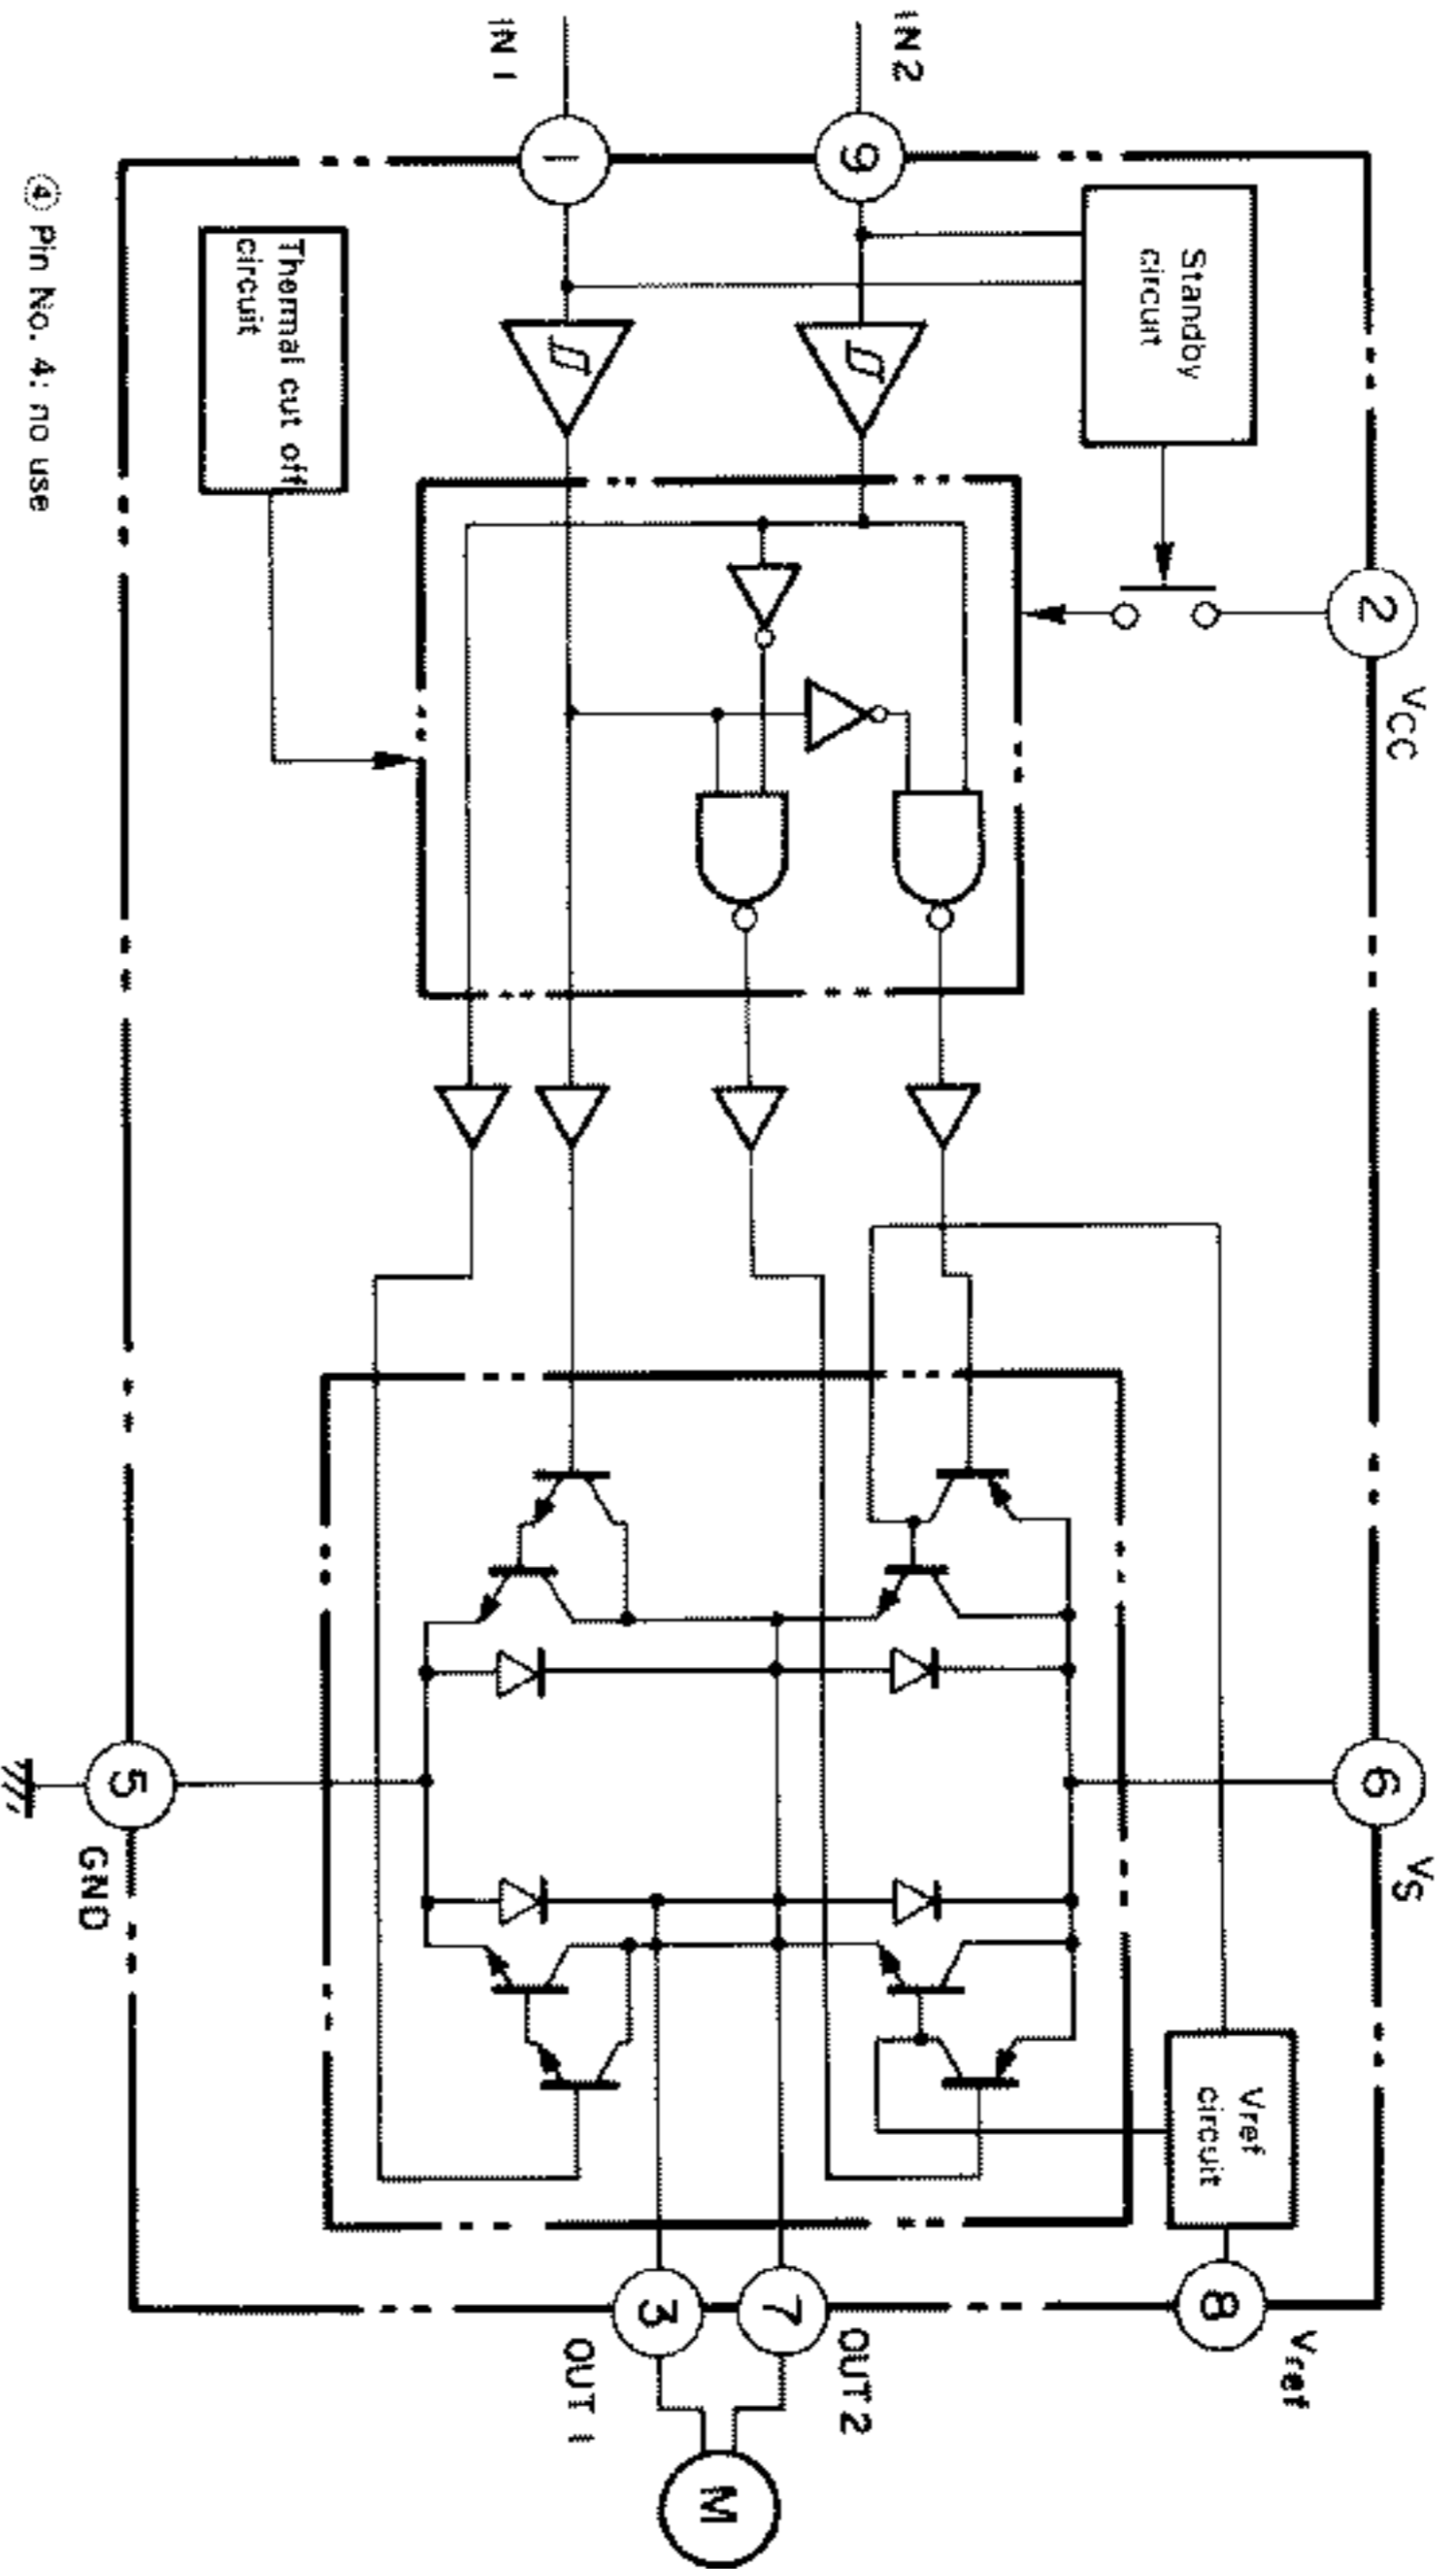 VCC
VS
2
6
Standby
circuit
Vref
circuit
8
Vref
IN 2
9
OUT 2
7
M
IN 1
1
3
OUT 1
Thermal cut off
circuit
5
GND
④ Pin No. 4: no use